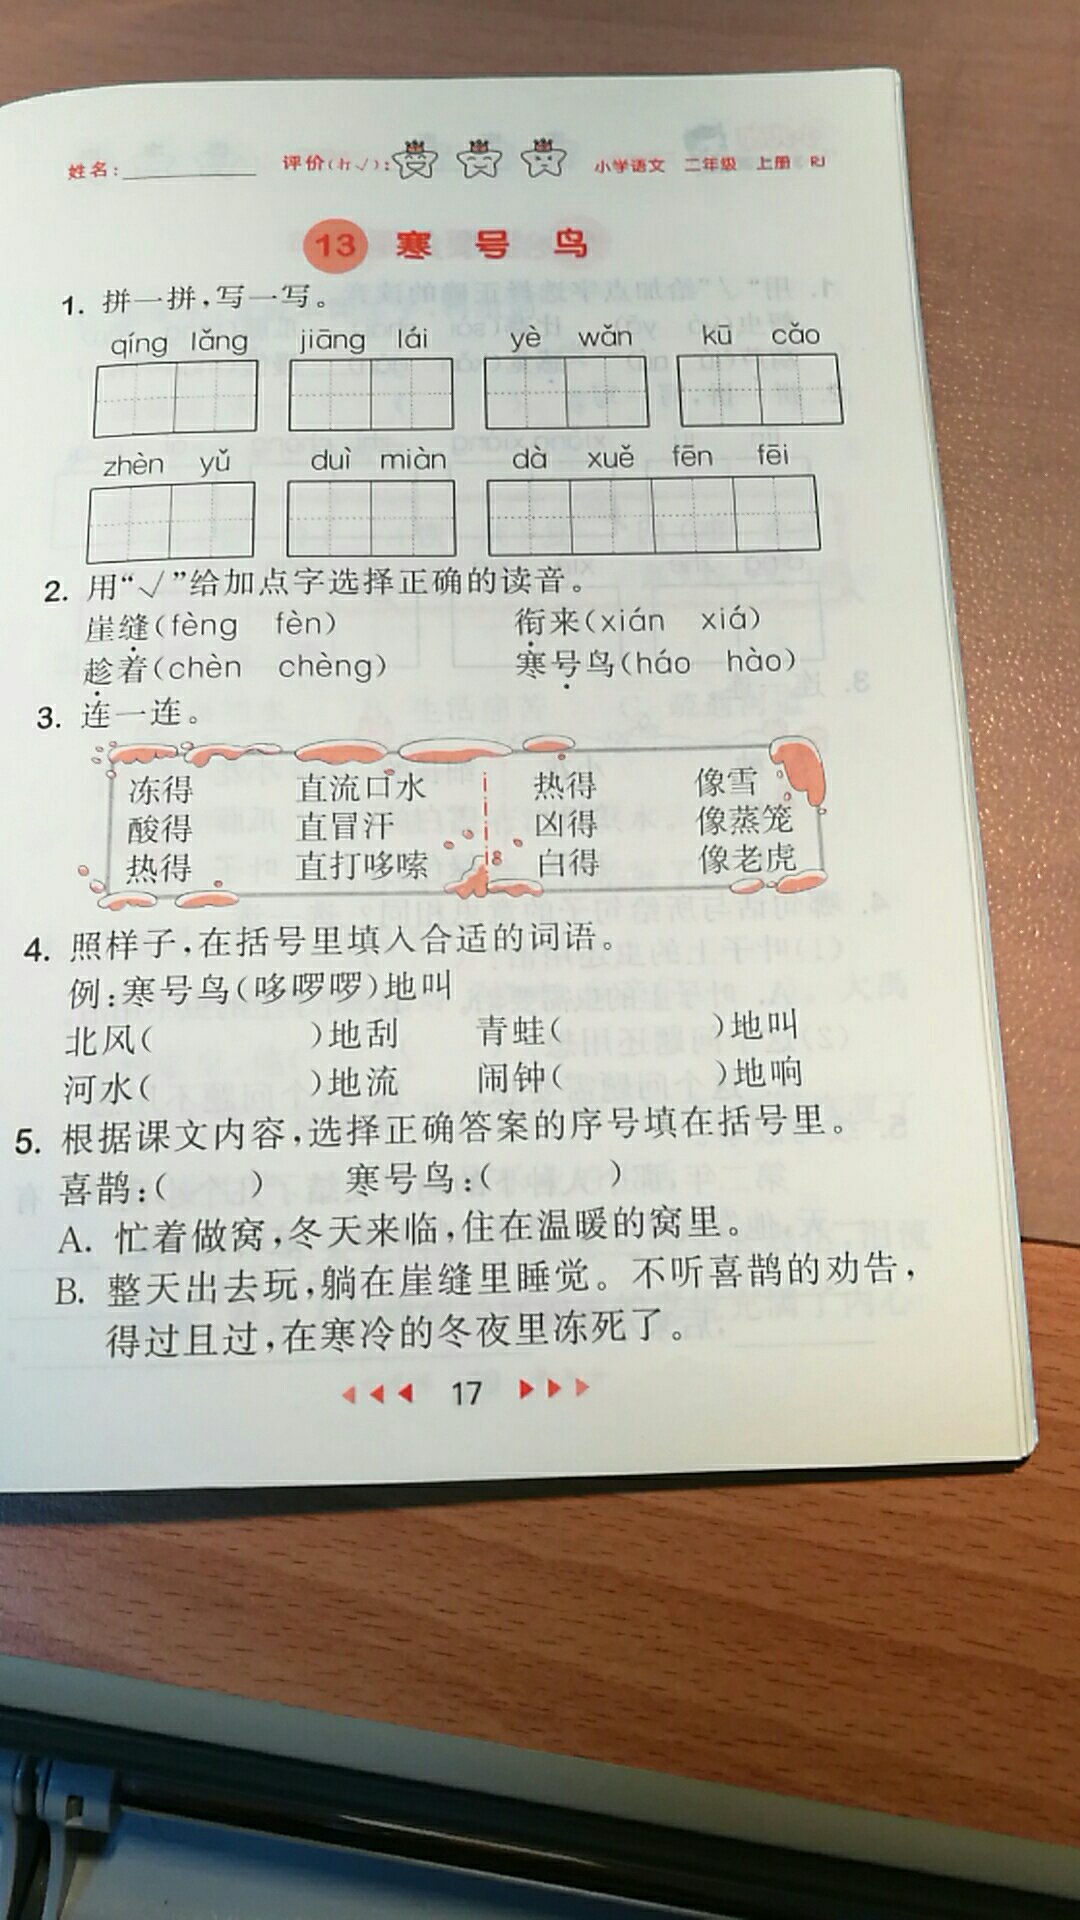 姓名: 评价(打√): 小学语文 二年级 上册 RJ
13 寒号鸟
1. 拼一拼,写一写。
qíng lǎng jiāng lái yè wǎn kū cǎo
zhèn yǔ duì miàn dà xuě fēn fēi
2. 用“√”给加点字选择正确的读音。
崖缝(fèng fèn) 衔来(xián xiá)
趁着(chèn chèng) 寒号鸟(háo hào)
3. 连一连。
冻得 直流口水 热得 像雪
酸得 直冒汗 凶得 像蒸笼
热得 直打哆嗦 白得 像老虎
4. 照样子,在括号里填入合适的词语。
例:寒号鸟(哆啰啰)地叫
北风( )地刮 青蛙( )地叫
河水( )地流 闹钟( )地响
5. 根据课文内容,选择正确答案的序号填在括号里。
喜鹊:( ) 寒号鸟:( )
A. 忙着做窝,冬天来临,住在温暖的窝里。
B. 整天出去玩,躺在崖缝里睡觉。不听喜鹊的劝告,
得过且过,在寒冷的冬夜里冻死了。
17